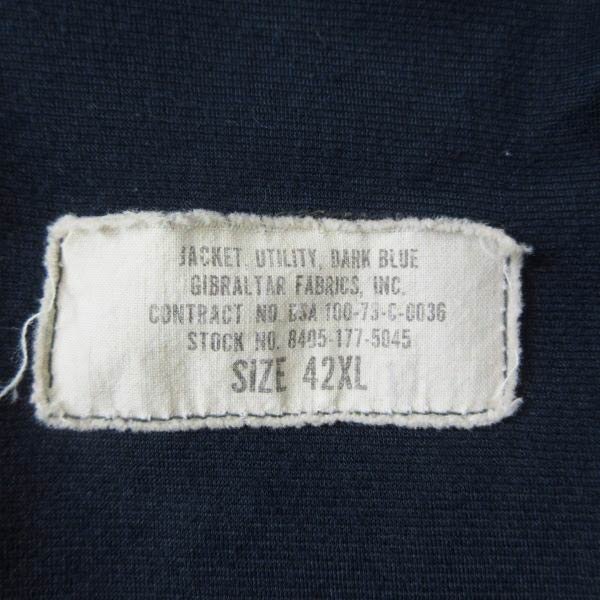 JACKET, UTILITY, DARK BLUE
GIBRALTAR FABRICS, INC.
CONTRACT NO. DSA 100-73-C-0036
STOCK NO. 8405-177-5045
SIZE 42XL